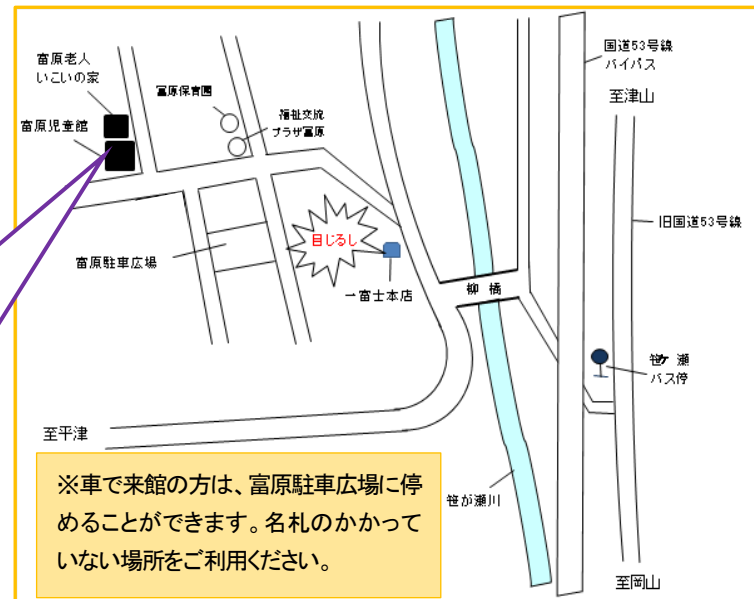 富原老人
いこいの家
富原児童館
富原保育園
福祉交流
プラザ富原
国道53号線
バイパス
至津山
旧国道53号線
目じるし
富原駐車広場
一富士本店
柳橋
笹ヶ瀬
バス停
至平津
笹が瀬川
至岡山
※車で来館の方は、富原駐車広場に停
めることができます。名札のかかって
いない場所をご利用ください。